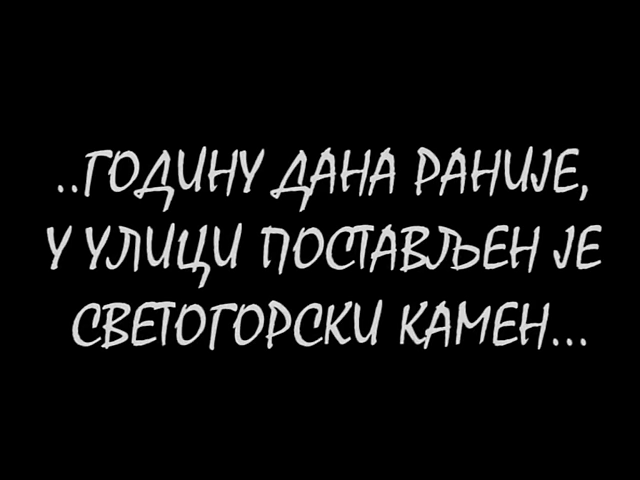 ..ГОДИНУ ДАНА РАНИЈЕ,
У УЛИЦИ ПОСТАВЉЕН ЈЕ
СВЕТОГОРСКИ КАМЕН...